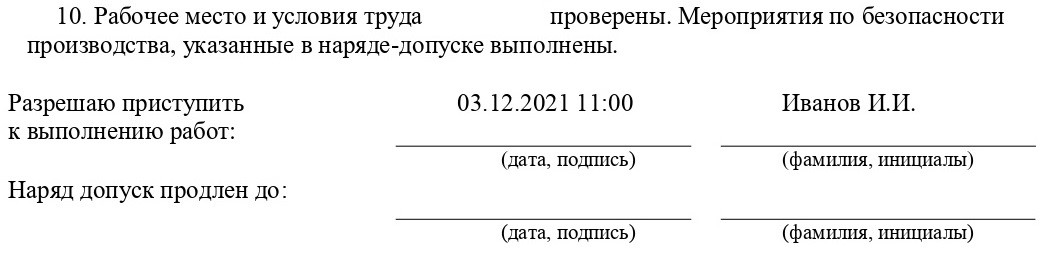 10. Рабочее место и условия труда проверены. Мероприятия по безопасности
производства, указанные в наряде-допуске выполнены.
Разрешаю приступить 03.12.2021 11:00 Иванов И.И.
к выполнению работ:
(дата, подпись) (фамилия, инициалы)
Наряд допуск продлен до:
(дата, подпись) (фамилия, инициалы)